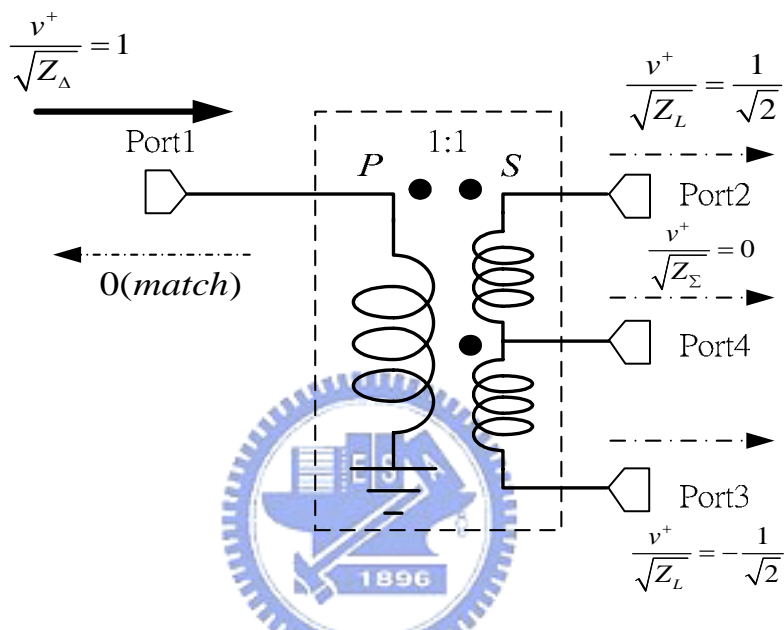 v⁺/√Z_Δ = 1
v⁺/√Z_L = 1/√2
Port1
P
1:1
S
Port2
v⁺/√Z_Σ = 0
0(match)
Port4
Port3
v⁺/√Z_L = -1/√2
E S
1896